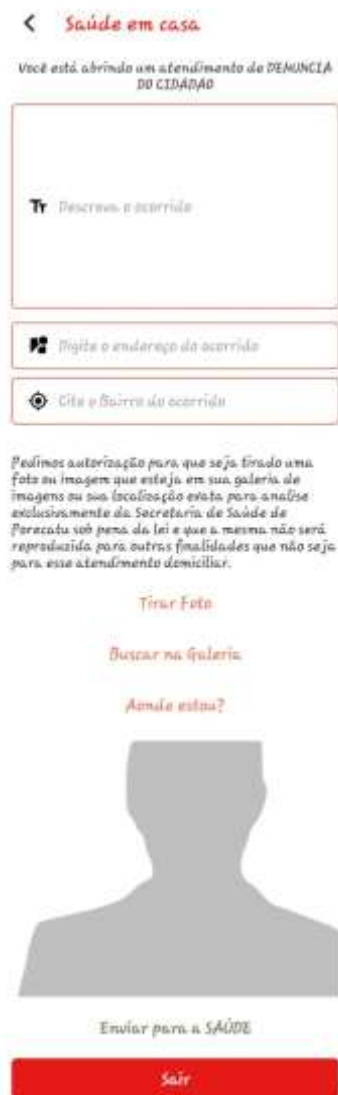 Saúde em casa
Você está abrindo um atendimento de DENUNCIA
DO CIDADÃO
Descreva o ocorrido
Digite o endereço do ocorrido
Cite o Bairro do ocorrido
Pedimos autorização para que seja tirado uma
foto ou imagem que esteja em sua galeria de
imagens ou sua localização exata para analise
exclusivamente da Secretaria de Saúde de
Porecatu sob pena da lei e que a mesma não será
reproduzida para outras finalidades que não seja
para esse atendimento domiciliar.
Tirar Foto
Buscar na Galeria
Aonde estou?
Enviar para a SAÚDE
Sair